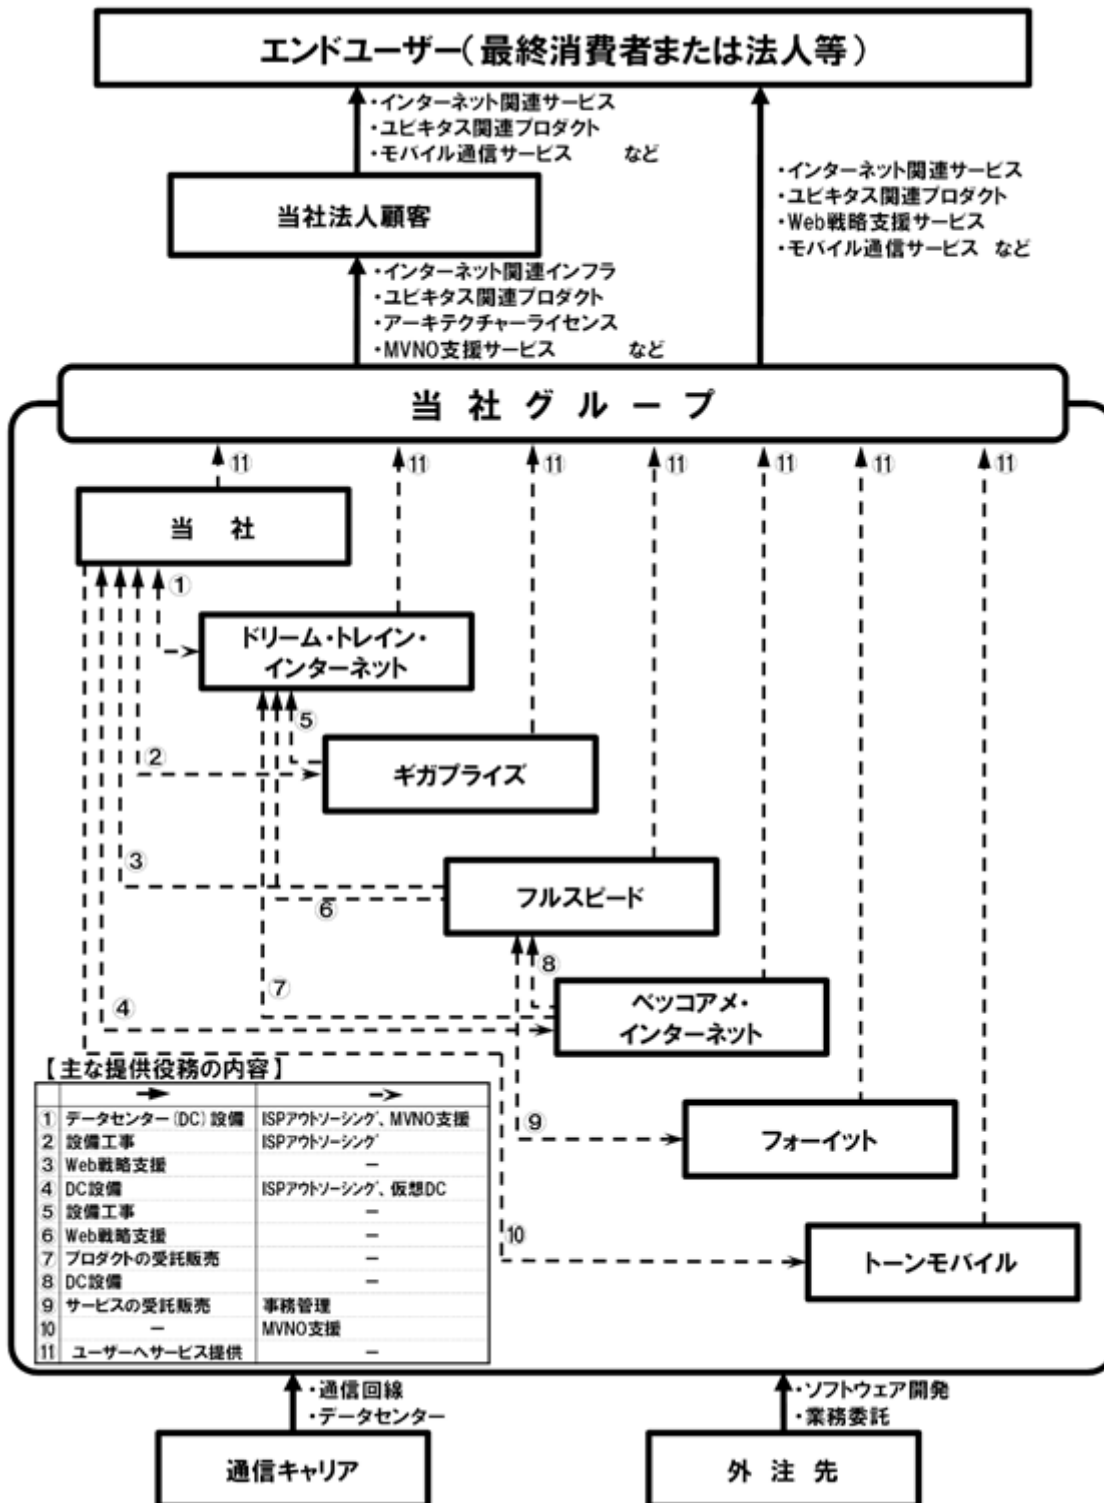 エンドユーザー(最終消費者または法人等)
・インターネット関連サービス
・ユビキタス関連プロダクト
・モバイル通信サービス など
・インターネット関連サービス
・ユビキタス関連プロダクト
・Web戦略支援サービス
・モバイル通信サービス など
当社法人顧客
・インターネット関連インフラ
・ユビキタス関連プロダクト
・アーキテクチャーライセンス
・MVNO支援サービス など
当社グループ
⑪ ⑪ ⑪ ⑪ ⑪ ⑪ ⑪
当 社
①
ドリーム・トレイン・
インターネット
⑤
②
ギガプライズ
③
フルスピード
⑥
⑧
⑦
ベッコアメ・
インターネット
④
【主な提供役務の内容】
① データセンター(DC)設備 ISPアウトソーシング、MVNO支援
② 設備工事 ISPアウトソーシング
③ Web戦略支援 －
④ DC設備 ISPアウトソーシング、仮想DC
⑤ 設備工事 －
⑥ Web戦略支援 －
⑦ プロダクトの受託販売 －
⑧ DC設備 －
⑨ サービスの受託販売 事務管理
⑩ － MVNO支援
⑪ ユーザーへサービス提供 －
⑨
フォーイット
⑩
トーンモバイル
・通信回線
・データセンター
・ソフトウェア開発
・業務委託
通信キャリア
外 注 先